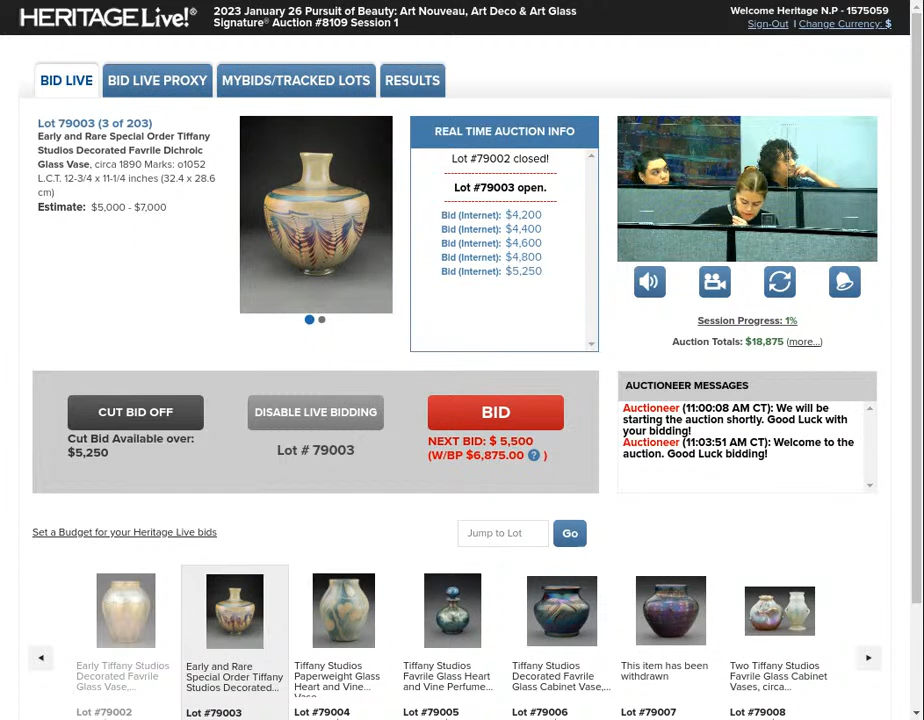 HERITAGE Live!®
2023 January 26 Pursuit of Beauty: Art Nouveau, Art Deco & Art Glass
Signature® Auction #8109 Session 1
Welcome Heritage N.P - 1575059
Sign-Out | Change Currency: $
BID LIVE
BID LIVE PROXY
MYBIDS/TRACKED LOTS
RESULTS
Lot 79003 (3 of 203)
Early and Rare Special Order Tiffany
Studios Decorated Favrile Dichroic
Glass Vase, circa 1890 Marks: o1052
L.C.T. 12-3/4 x 11-1/4 inches (32.4 x 28.6
cm)
Estimate: $5,000 - $7,000
REAL TIME AUCTION INFO
Lot #79002 closed!
Lot #79003 open.
Bid (Internet): $4,200
Bid (Internet): $4,400
Bid (Internet): $4,600
Bid (Internet): $4,800
Bid (Internet): $5,250
Session Progress: 1%
Auction Totals: $18,875 (more...)
CUT BID OFF
Cut Bid Available over:
$5,250
DISABLE LIVE BIDDING
Lot # 79003
BID
NEXT BID: $ 5,500
(W/BP $6,875.00 ? )
AUCTIONEER MESSAGES
Auctioneer (11:00:08 AM CT): We will be
starting the auction shortly. Good Luck with
your bidding!
Auctioneer (11:03:51 AM CT): Welcome to the
auction. Good Luck bidding!
Set a Budget for your Heritage Live bids
Jump to Lot
Go
Early Tiffany Studios
Decorated Favrile
Glass Vase,...
Lot #79002
Early and Rare
Special Order Tiffany
Studios Decorated...
Lot #79003
Tiffany Studios
Paperweight Glass
Heart and Vine...
Vase
Lot #79004
Tiffany Studios
Favrile Glass Heart
and Vine Perfume...
Lot #79005
Tiffany Studios
Decorated Favrile
Glass Cabinet Vase,...
Lot #79006
This item has been
withdrawn
Lot #79007
Two Tiffany Studios
Favrile Glass Cabinet
Vases, circa...
Lot #79008